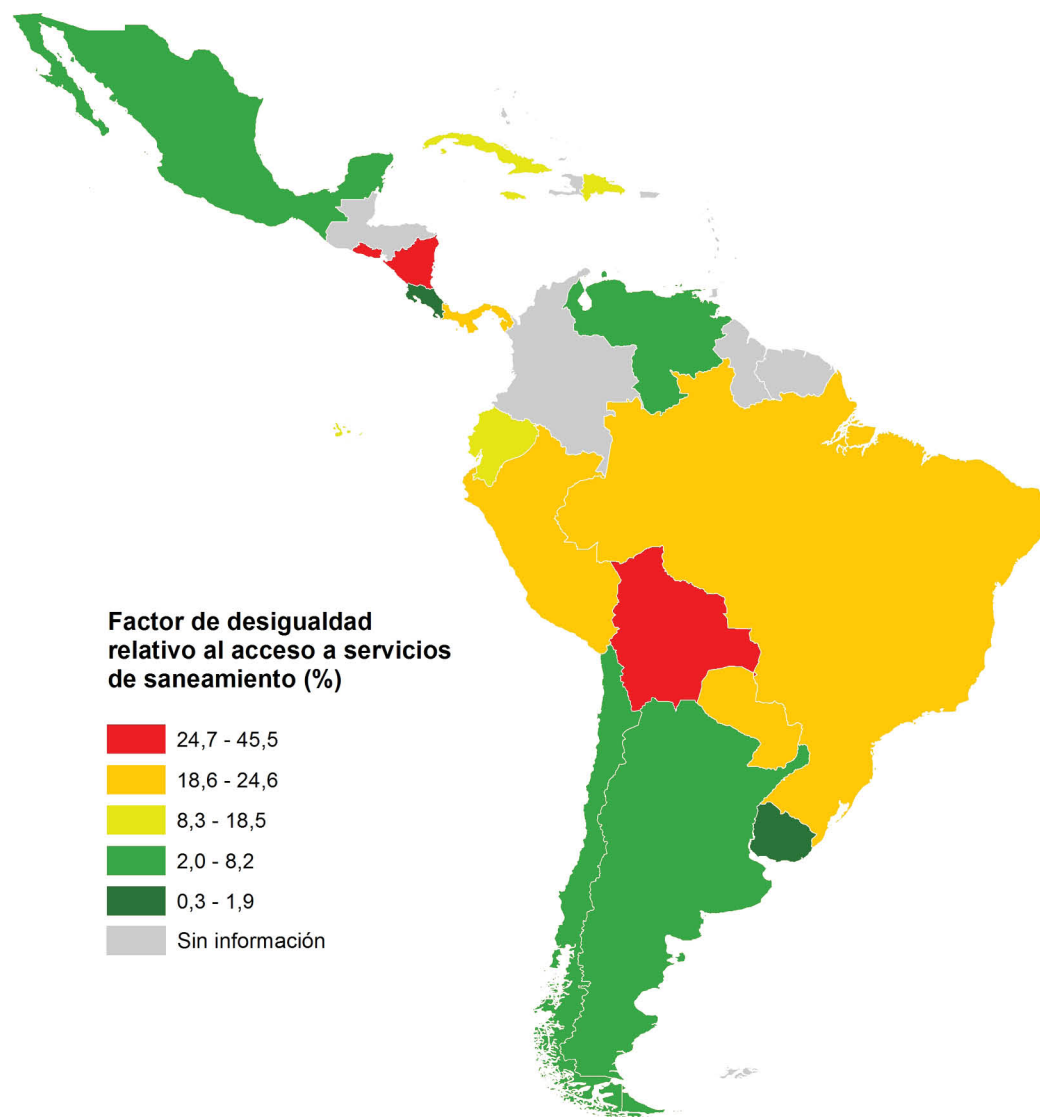 Factor de desigualdad
relativo al acceso a servicios
de saneamiento (%)
24,7 - 45,5
18,6 - 24,6
8,3 - 18,5
2,0 - 8,2
0,3 - 1,9
Sin información